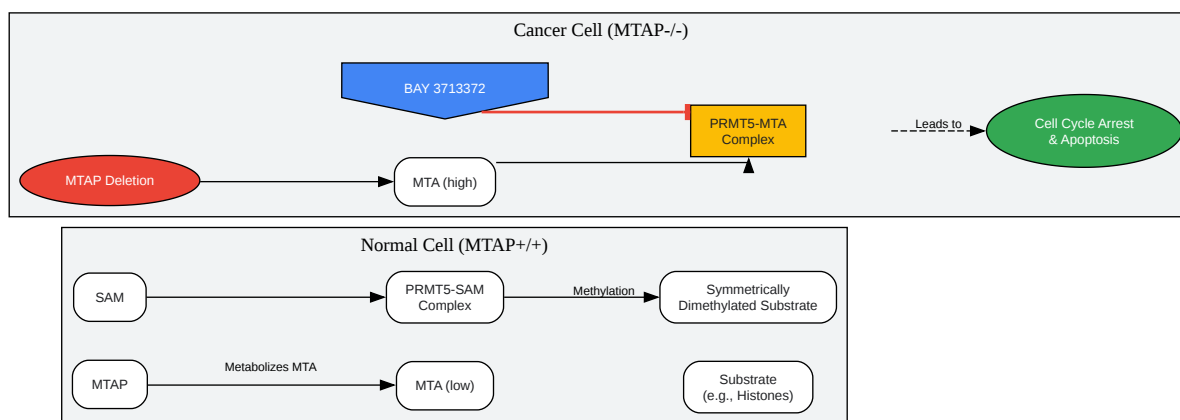 Cancer Cell (MTAP-/-)
BAY 3713372
PRMT5-MTA
Complex
Leads to
Cell Cycle Arrest
& Apoptosis
MTAP Deletion
MTA (high)
Normal Cell (MTAP+/+)
SAM
PRMT5-SAM
Complex
Methylation
Symmetrically
Dimethylated Substrate
MTAP
Metabolizes MTA
MTA (low)
Substrate
(e.g., Histones)